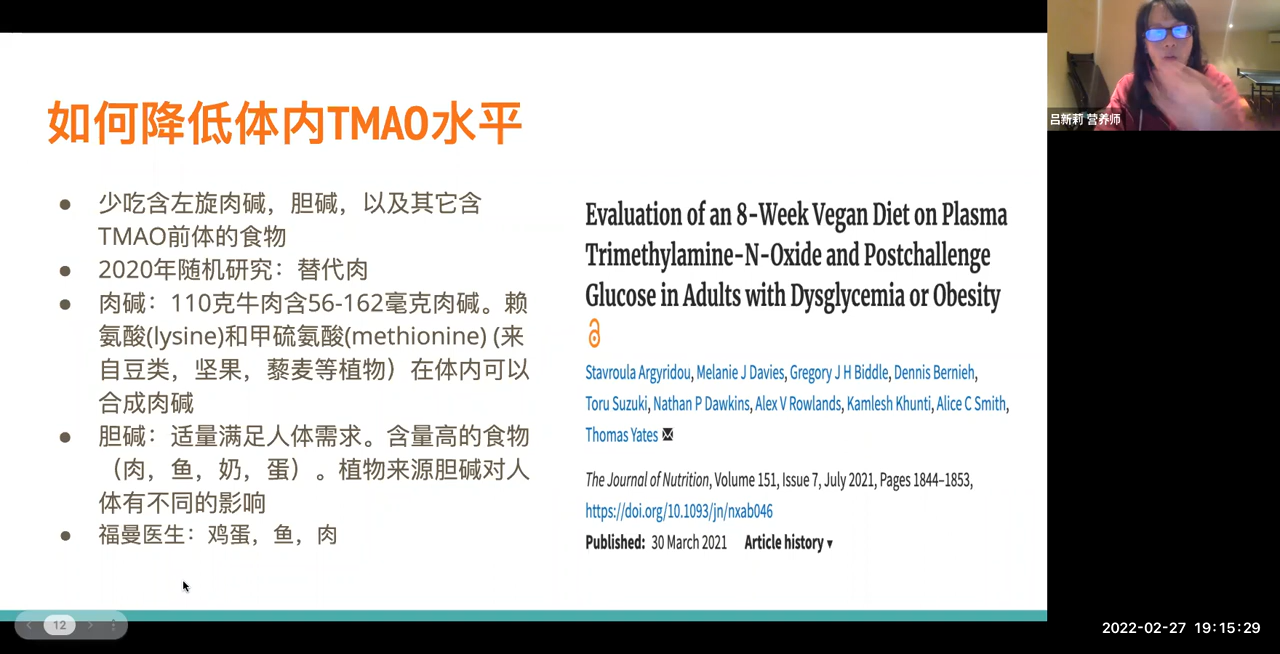 如何降低体内TMAO水平
● 少吃含左旋肉碱，胆碱，以及其它含
TMAO前体的食物
● 2020年随机研究：替代肉
● 肉碱：110克牛肉含56-162毫克肉碱。赖
氨酸(lysine)和甲硫氨酸(methionine) (来
自豆类，坚果，藜麦等植物）在体内可以
合成肉碱
● 胆碱：适量满足人体需求。含量高的食物
（肉，鱼，奶，蛋）。植物来源胆碱对人
体有不同的影响
● 福曼医生：鸡蛋，鱼，肉
Evaluation of an 8-Week Vegan Diet on Plasma
Trimethylamine-N-Oxide and Postchallenge
Glucose in Adults with Dysglycemia or Obesity
Stavroula Argyridou, Melanie J Davies, Gregory J H Biddle, Dennis Bernieh,
Toru Suzuki, Nathan P Dawkins, Alex V Rowlands, Kamlesh Khunti, Alice C Smith,
Thomas Yates
The Journal of Nutrition, Volume 151, Issue 7, July 2021, Pages 1844–1853,
https://doi.org/10.1093/jn/nxab046
Published: 30 March 2021 Article history ▾
吕新莉 营养师
12
2022-02-27 19:15:29